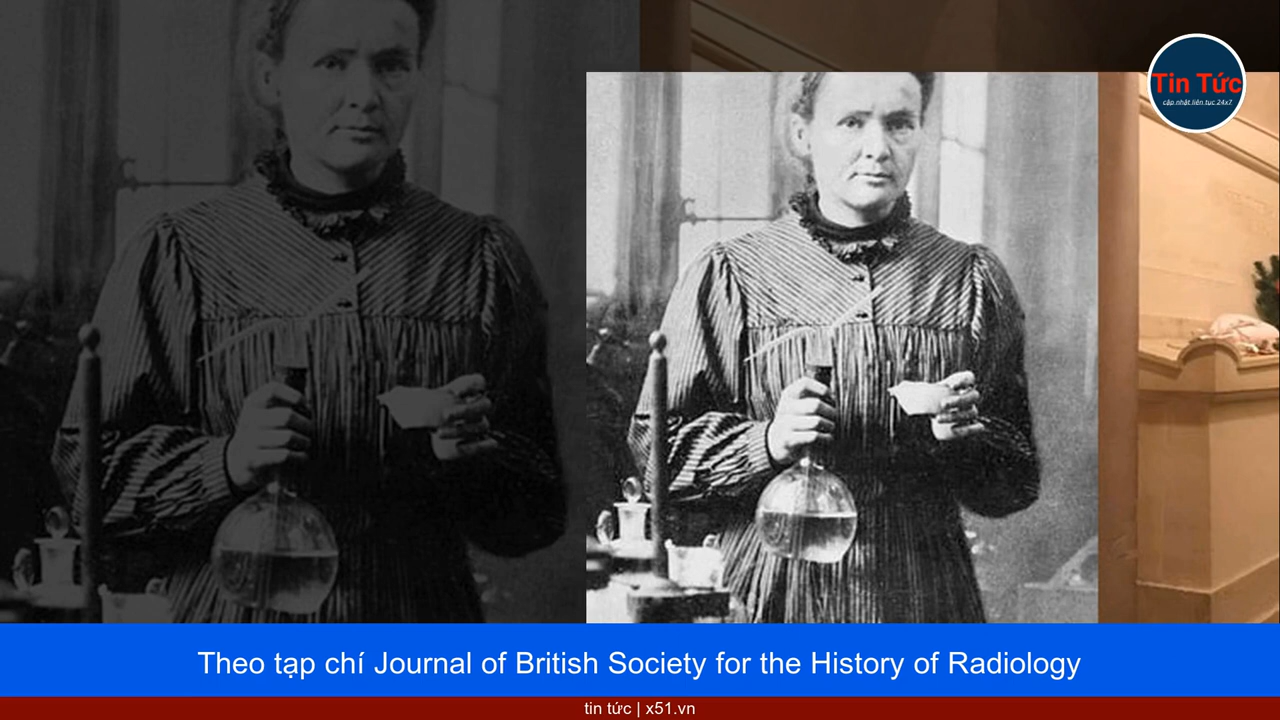 Tin Tức
cập nhật liên tục 24x7
Theo tạp chí Journal of British Society for the History of Radiology
tin tức | x51.vn